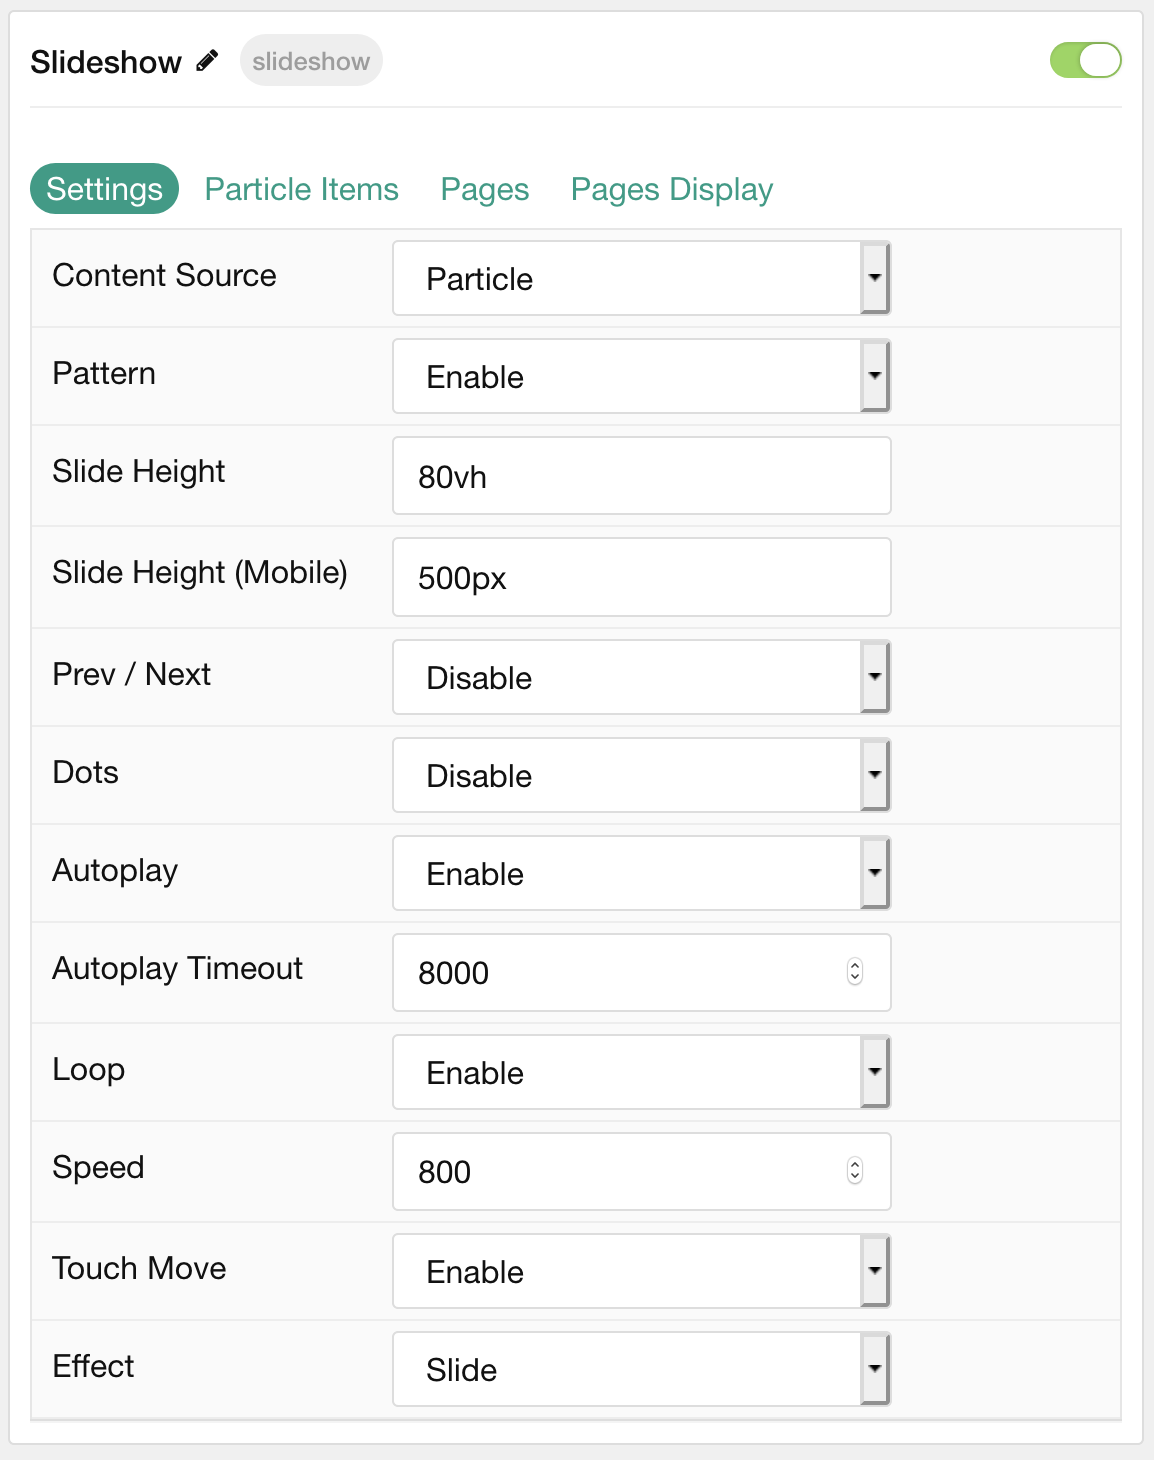 Slideshow slideshow
Settings Particle Items Pages Pages Display
Content Source Particle
Pattern Enable
Slide Height 80vh
Slide Height (Mobile) 500px
Prev / Next Disable
Dots Disable
Autoplay Enable
Autoplay Timeout 8000
Loop Enable
Speed 800
Touch Move Enable
Effect Slide